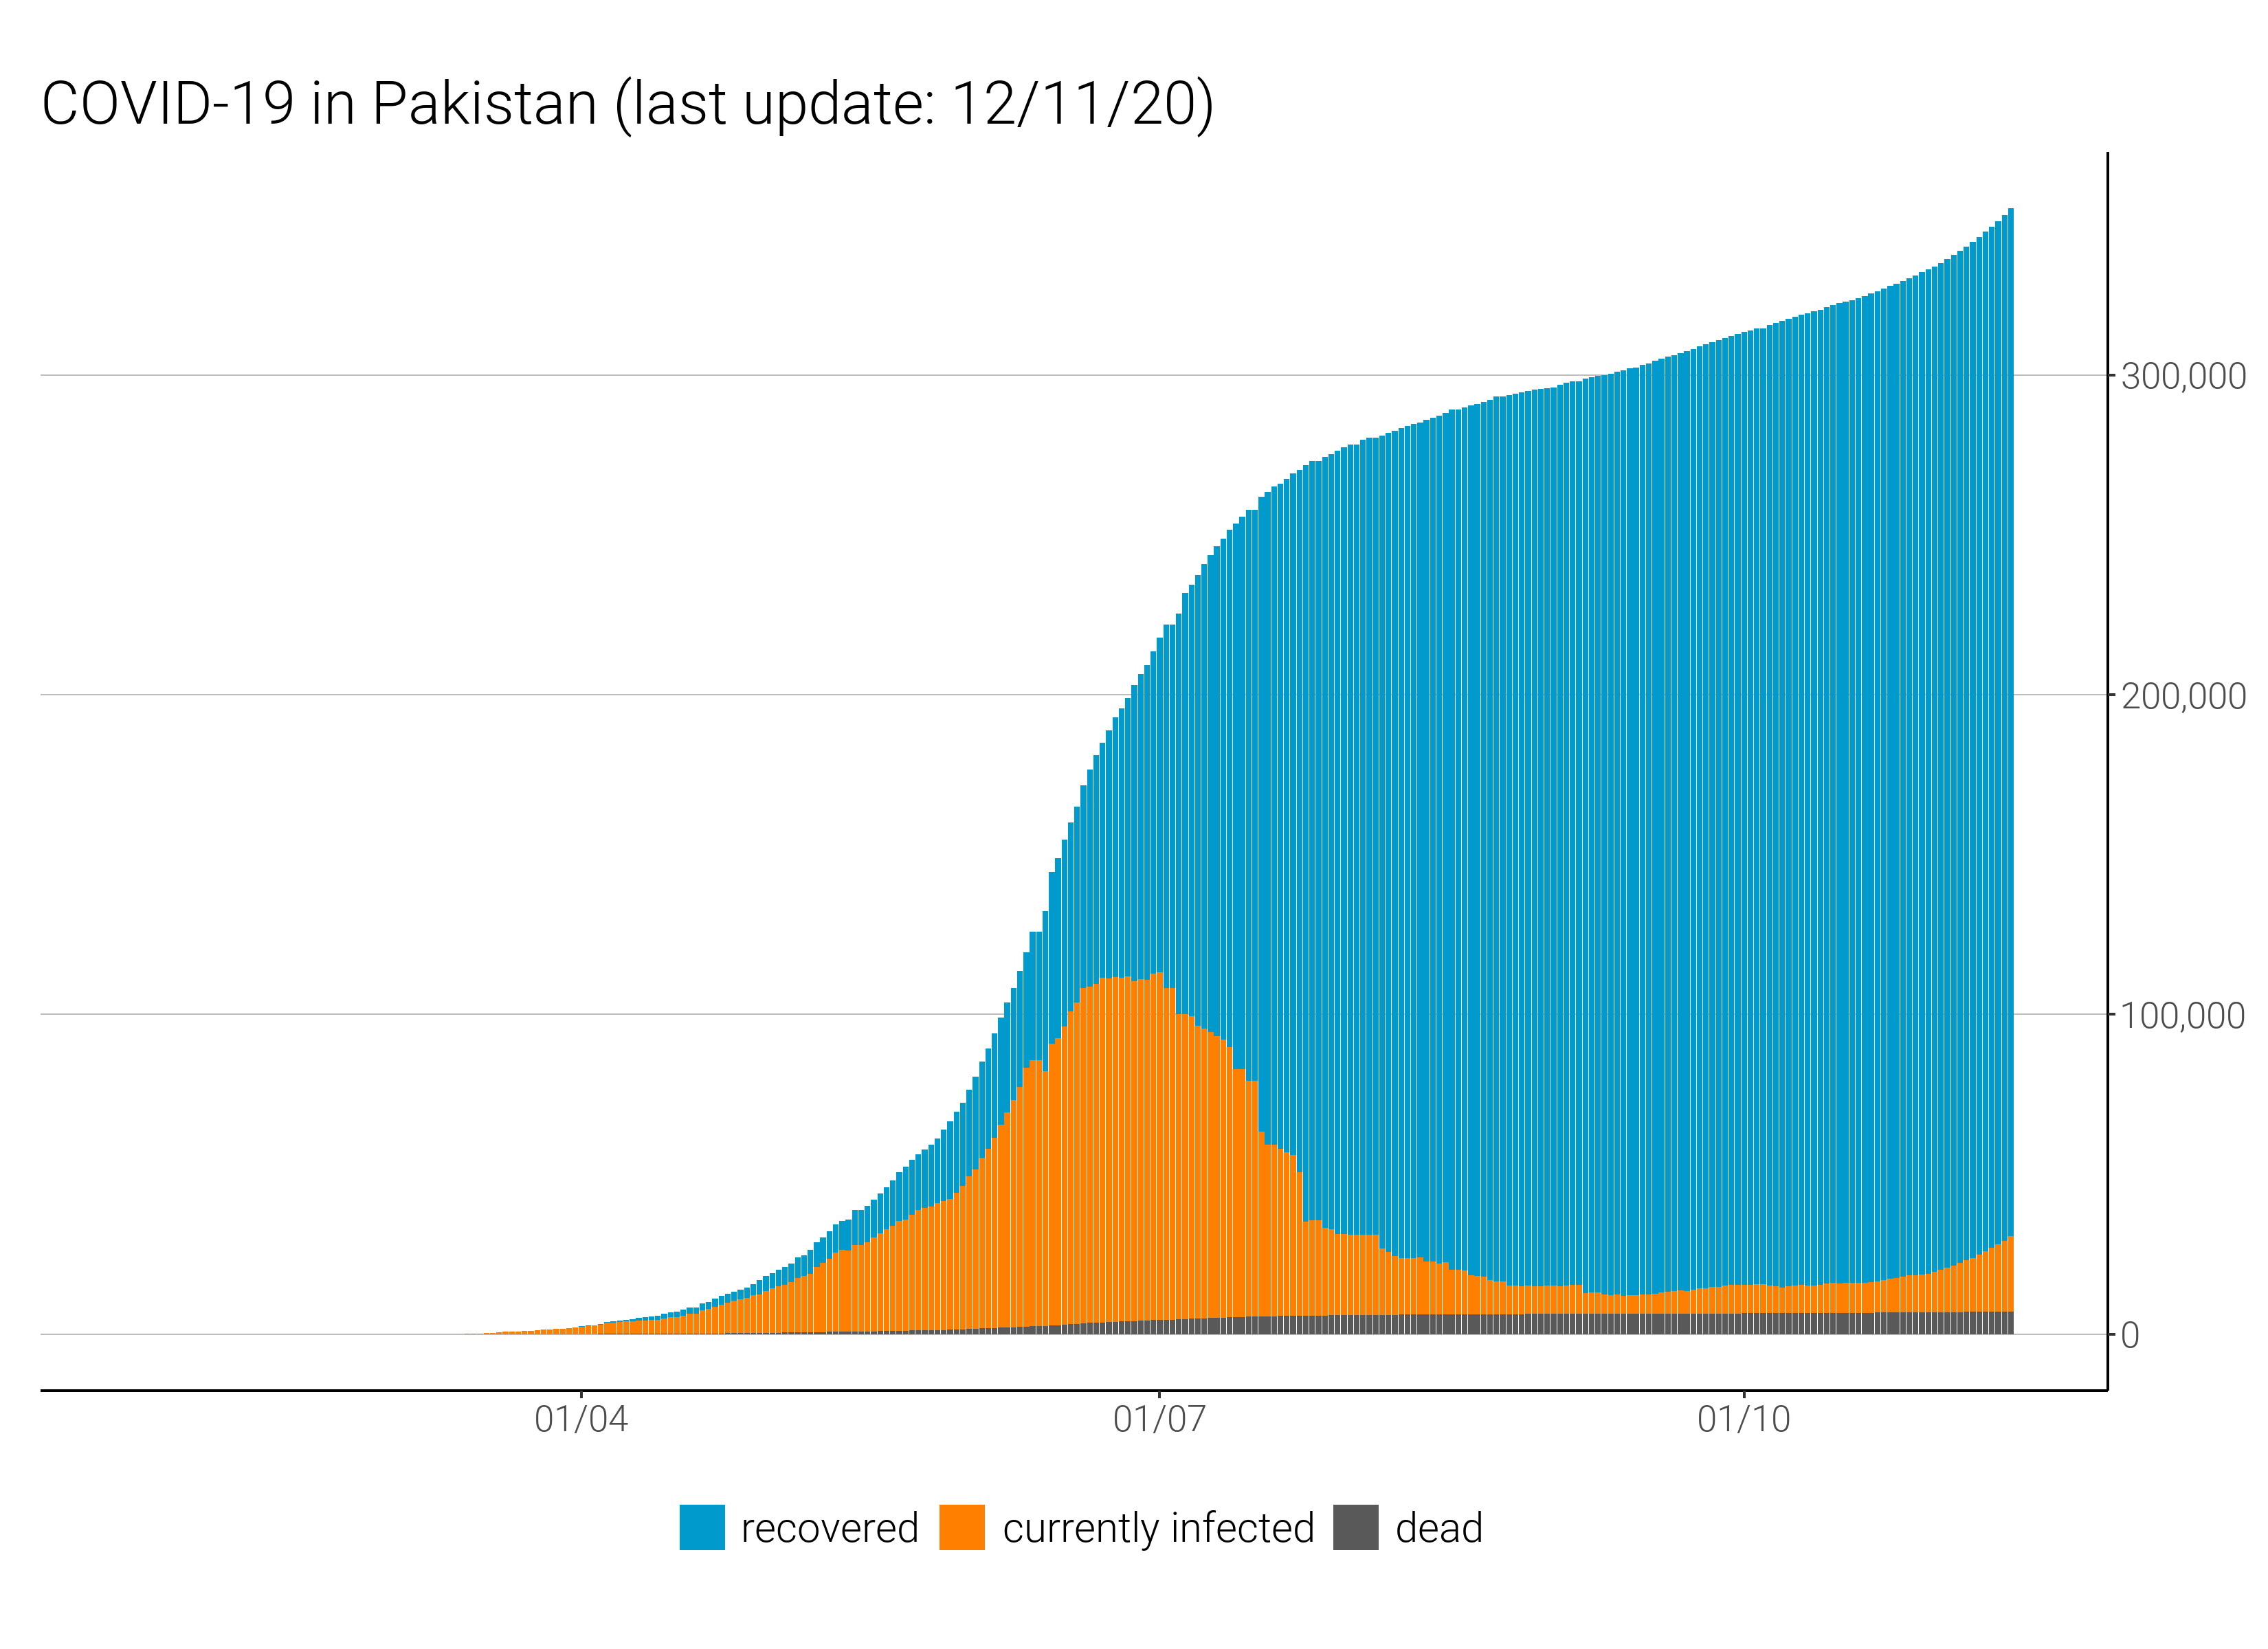 COVID-19 in Pakistan (last update: 12/11/20)
300,000
200,000
100,000
0
01/04 01/07 01/10
recovered currently infected dead